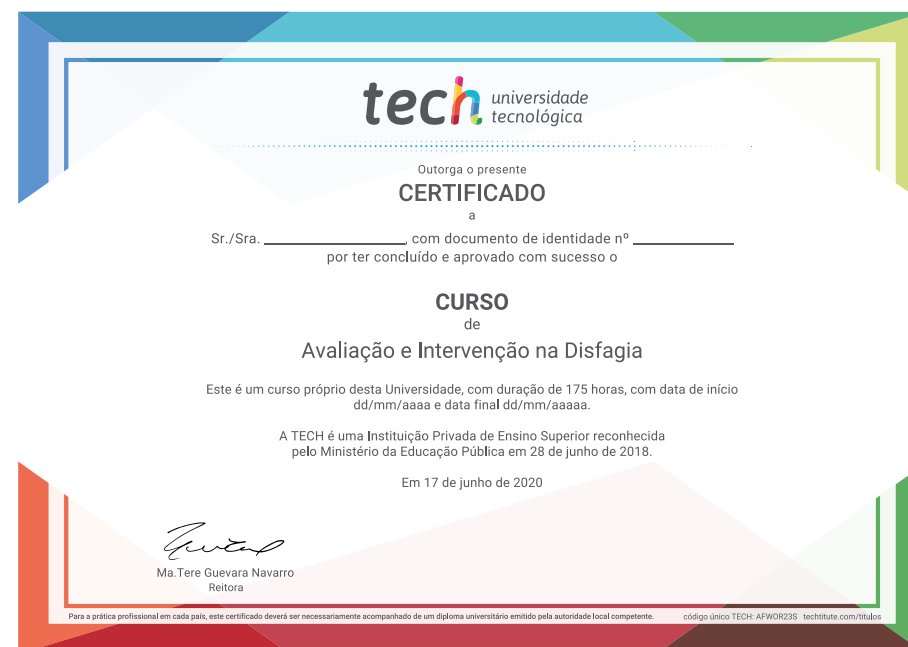 tech universidade
tecnológica
Outorga o presente
CERTIFICADO
a
Sr./Sra. ____________________, com documento de identidade nº ______________
por ter concluído e aprovado com sucesso o
CURSO
de
Avaliação e Intervenção na Disfagia
Este é um curso próprio desta Universidade, com duração de 175 horas, com data de início
dd/mm/aaaa e data final dd/mm/aaaaa.
A TECH é uma Instituição Privada de Ensino Superior reconhecida
pelo Ministério da Educação Pública em 28 de junho de 2018.
Em 17 de junho de 2020
Ma.Tere Guevara Navarro
Reitora
Para a prática profissional em cada país, este certificado deverá ser necessariamente acompanhado de um diploma universitário emitido pela autoridade local competente. código único TECH: AFWOR23S techtitute.com/titulos